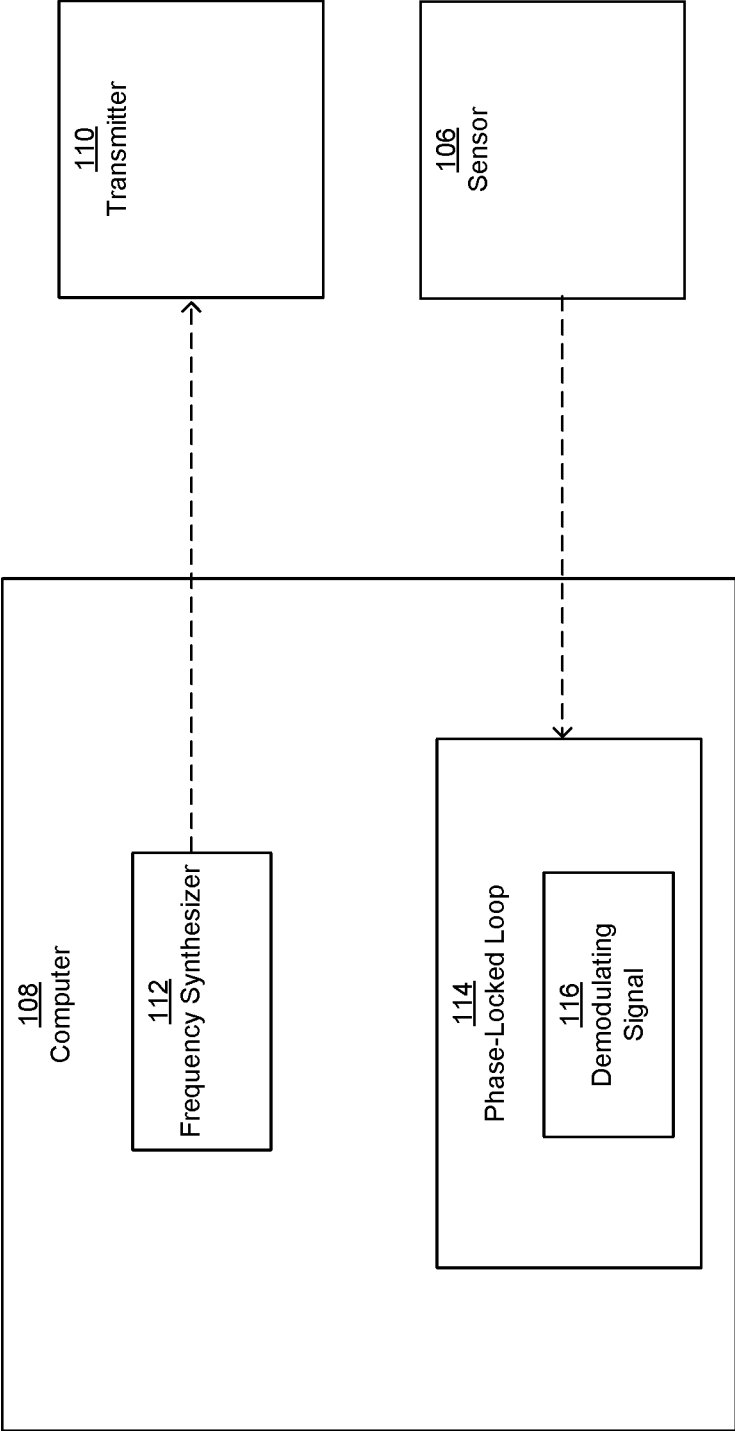 108
Computer
112
Frequency Synthesizer
114
Phase-Locked Loop
116
Demodulating
Signal
110
Transmitter
106
Sensor